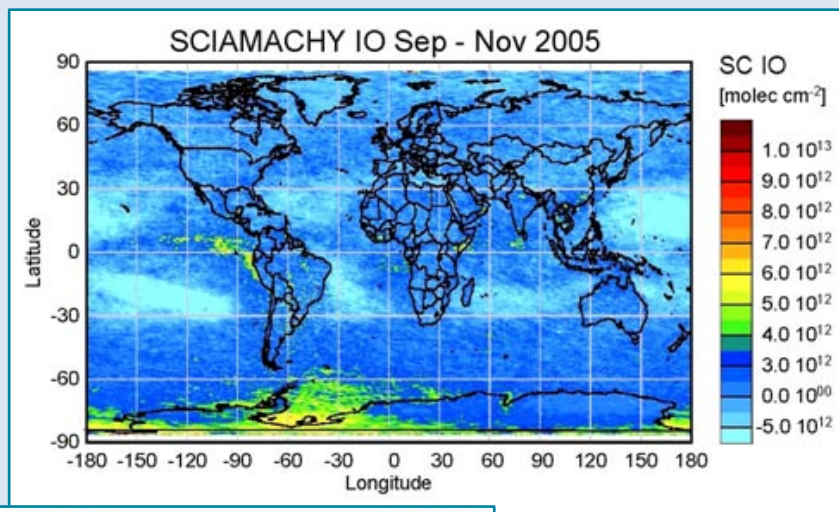 SCIAMACHY IO Sep - Nov 2005
SC IO
[molec cm-2]
90
60
30
0
-30
-60
-90
Latitude
-180 -150 -120 -90 -60 -30 0 30 60 90 120 150 180
Longitude
1.0 10¹³
9.0 10¹²
8.0 10¹²
7.0 10¹²
6.0 10¹²
5.0 10¹²
4.0 10¹²
3.0 10¹²
0.0 10⁰⁰
-5.0 10¹²